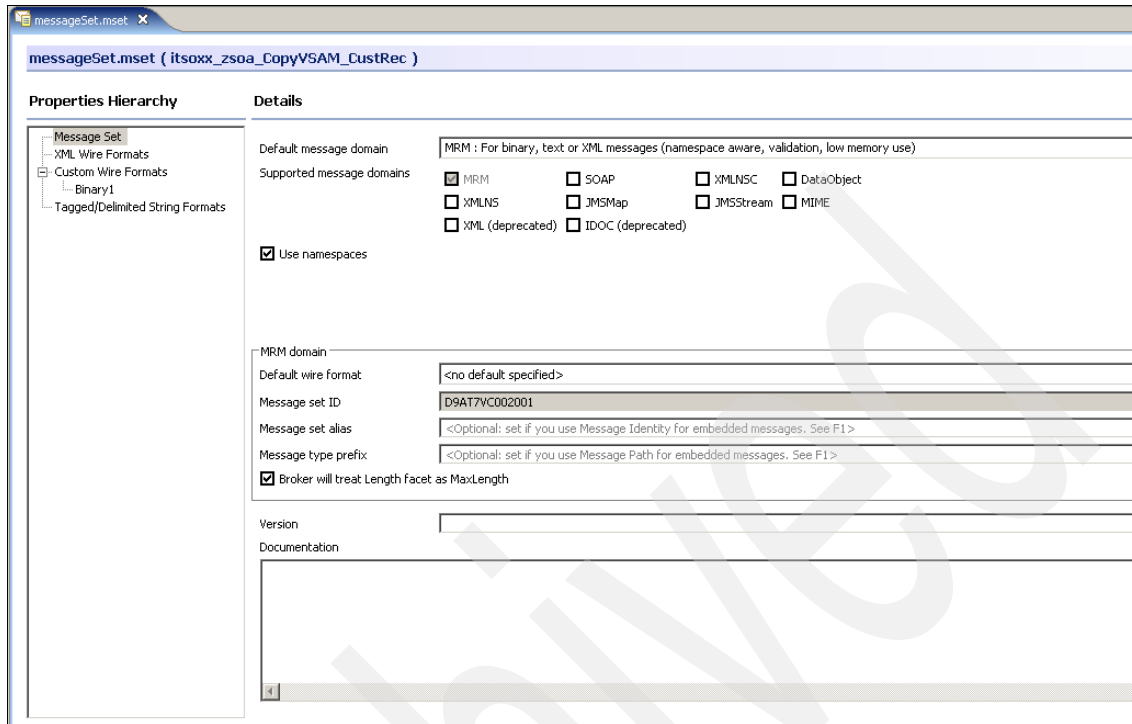 messageSet.mset
messageSet.mset ( itsoxx_zsoa_CopyVSAM_CustRec )
Properties Hierarchy
Message Set
XML Wire Formats
Custom Wire Formats
Binary1
Tagged/Delimited String Formats
Details
Default message domain MRM : For binary, text or XML messages (namespace aware, validation, low memory use)
Supported message domains MRM SOAP XMLNSC DataObject
XMLNS JMSMap JMSStream MIME
XML (deprecated) IDOC (deprecated)
Use namespaces
MRM domain
Default wire format <no default specified>
Message set ID D9AT7VC002001
Message set alias <Optional: set if you use Message Identity for embedded messages. See F1>
Message type prefix <Optional: set if you use Message Path for embedded messages. See F1>
Broker will treat Length facet as MaxLength
Version
Documentation
hived